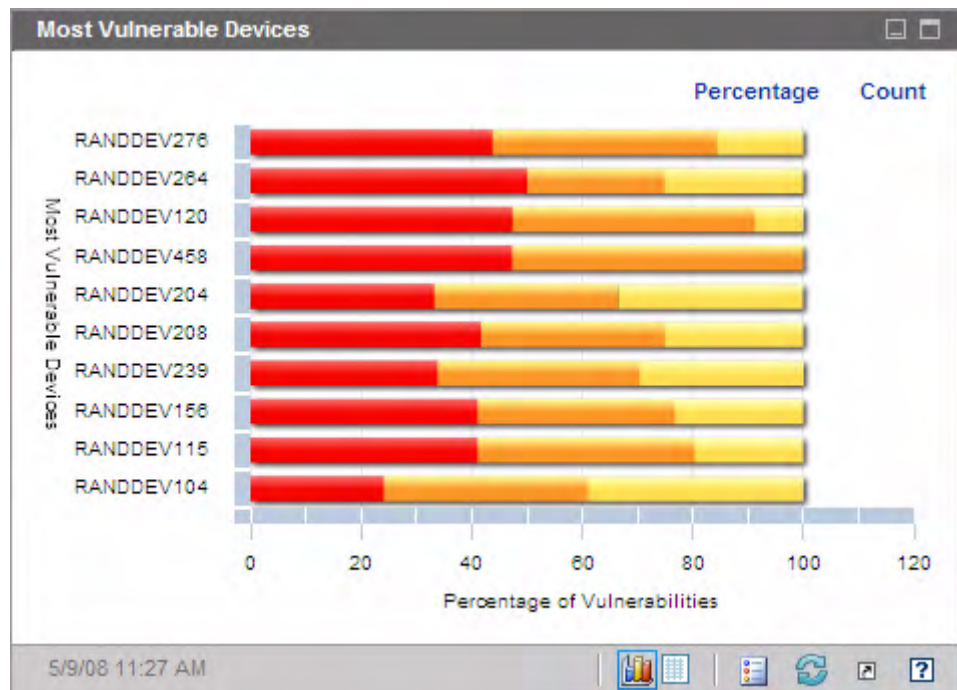 Most Vulnerable Devices
Percentage Count
RANDDEV276
RANDDEV264
RANDDEV120
RANDDEV458
RANDDEV204
RANDDEV208
RANDDEV239
RANDDEV156
RANDDEV115
RANDDEV104
Most Vulnerable Devices
0 20 40 60 80 100 120
Percentage of Vulnerabilities
5/9/08 11:27 AM
?